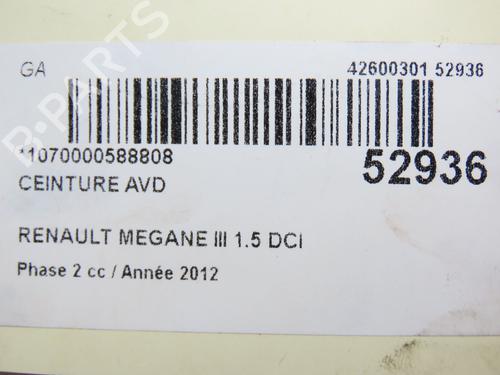 GA
42600301 52936
*1070000588808
52936
CEINTURE AVD
RENAULT MEGANE III 1.5 DCI
Phase 2 cc / Année 2012
B-PARTS